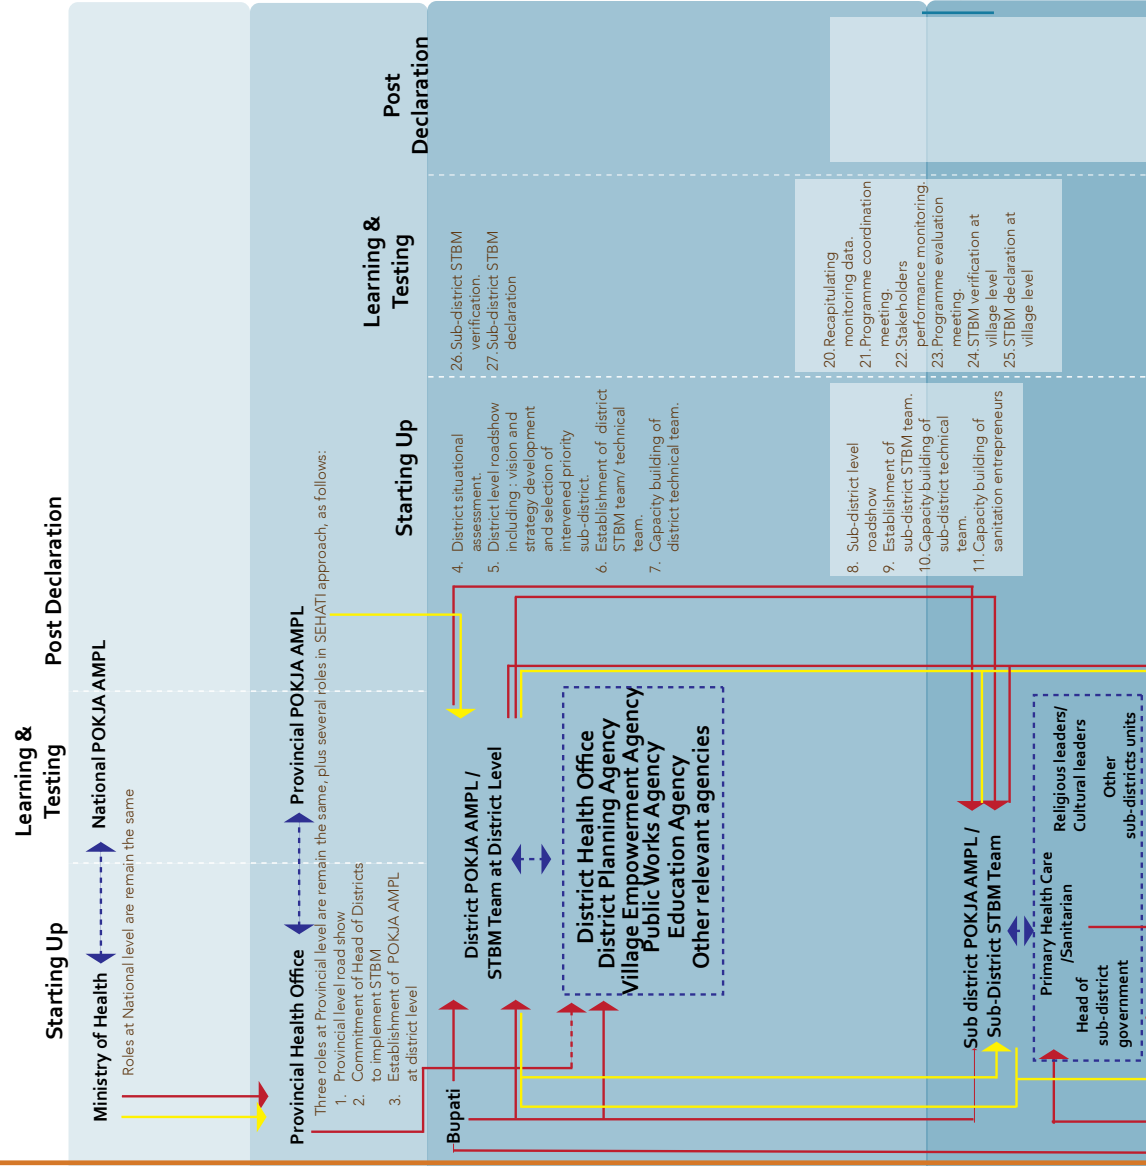 Starting Up
Learning &
Testing
Post Declaration
Ministry of Health
National POKJA AMPL
Roles at National level are remain the same
Provincial Health Office
Provincial POKJA AMPL
Three roles at Provincial level are remain the same, plus several roles in SEHATI approach, as follows:
1. Provincial level road show
2. Commitment of Head of Districts
to implement STBM
3. Establishment of POKJA AMPL
at district level
Starting Up
Learning &
Testing
Post
Declaration
Bupati
District POKJA AMPL /
STBM Team at District Level
District Health Office
District Planning Agency
Village Empowerment Agency
Public Works Agency
Education Agency
Other relevant agencies
4. District situational
assessment.
5. District level roadshow
including : vision and
strategy development
and selection of
intervened priority
sub-district.
6. Establishment of district
STBM team/ technical
team.
7. Capacity building of
district technical team.
26. Sub-district STBM
verification.
27. Sub-district STBM
declaration
8. Sub-district level
roadshow
9. Establishment of
sub-district STBM team.
10. Capacity building of
sub-district technical
team.
11. Capacity building of
sanitation entrepreneurs
20. Recapitulating
monitoring data.
21. Programme coordination
meeting.
22. Stakeholders
performance monitoring.
23. Programme evaluation
meeting.
24. STBM verification at
village level
25. STBM declaration at
village level
Sub district POKJA AMPL /
Sub-District STBM Team
Primary Health Care
/Sanitarian
Religious leaders/
Cultural leaders
Head of
sub-district
government
Other
sub-districts units